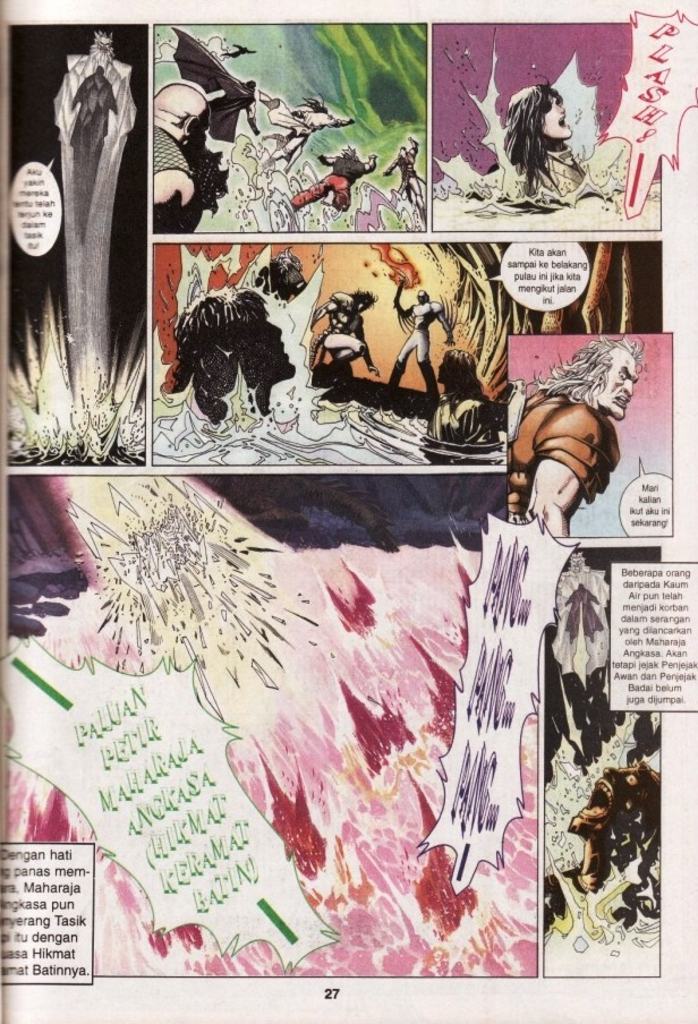 Aku
yakin
mereka
tentu telah
terjun ke
dalam
tasik
itu!
PLASH!
Kita akan
sampai ke belakang
pulau ini jika kita
mengikut jalan
ini.
Mari
kalian
ikut aku ini
sekarang!
PALUAN
PETIR
MAHARAJA
ANGKASA
(HIKMAT
KERAMAT
BATIN)
Beberapa orang
daripada Kaum
Air pun telah
menjadi korban
dalam serangan
yang dilancarkan
oleh Maharaja
Angkasa. Akan
tetapi jejak Penjejak
Awan dan Penjejak
Badai belum
juga dijumpai.
Dengan hati
panas mem-
Maharaja
Angkasa pun
menyerang Tasik
itu dengan
Hikmat
Batinnya.
27